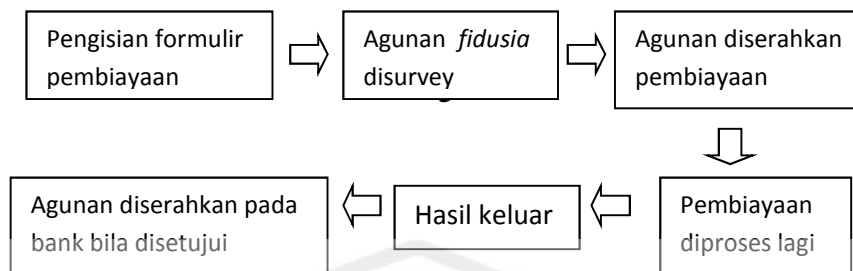 Pengisian formulir
pembiayaan
Agunan fidusia
disurvey
Agunan diserahkan
pembiayaan
Pembiayaan
diproses lagi
Hasil keluar
Agunan diserahkan pada
bank bila disetujui